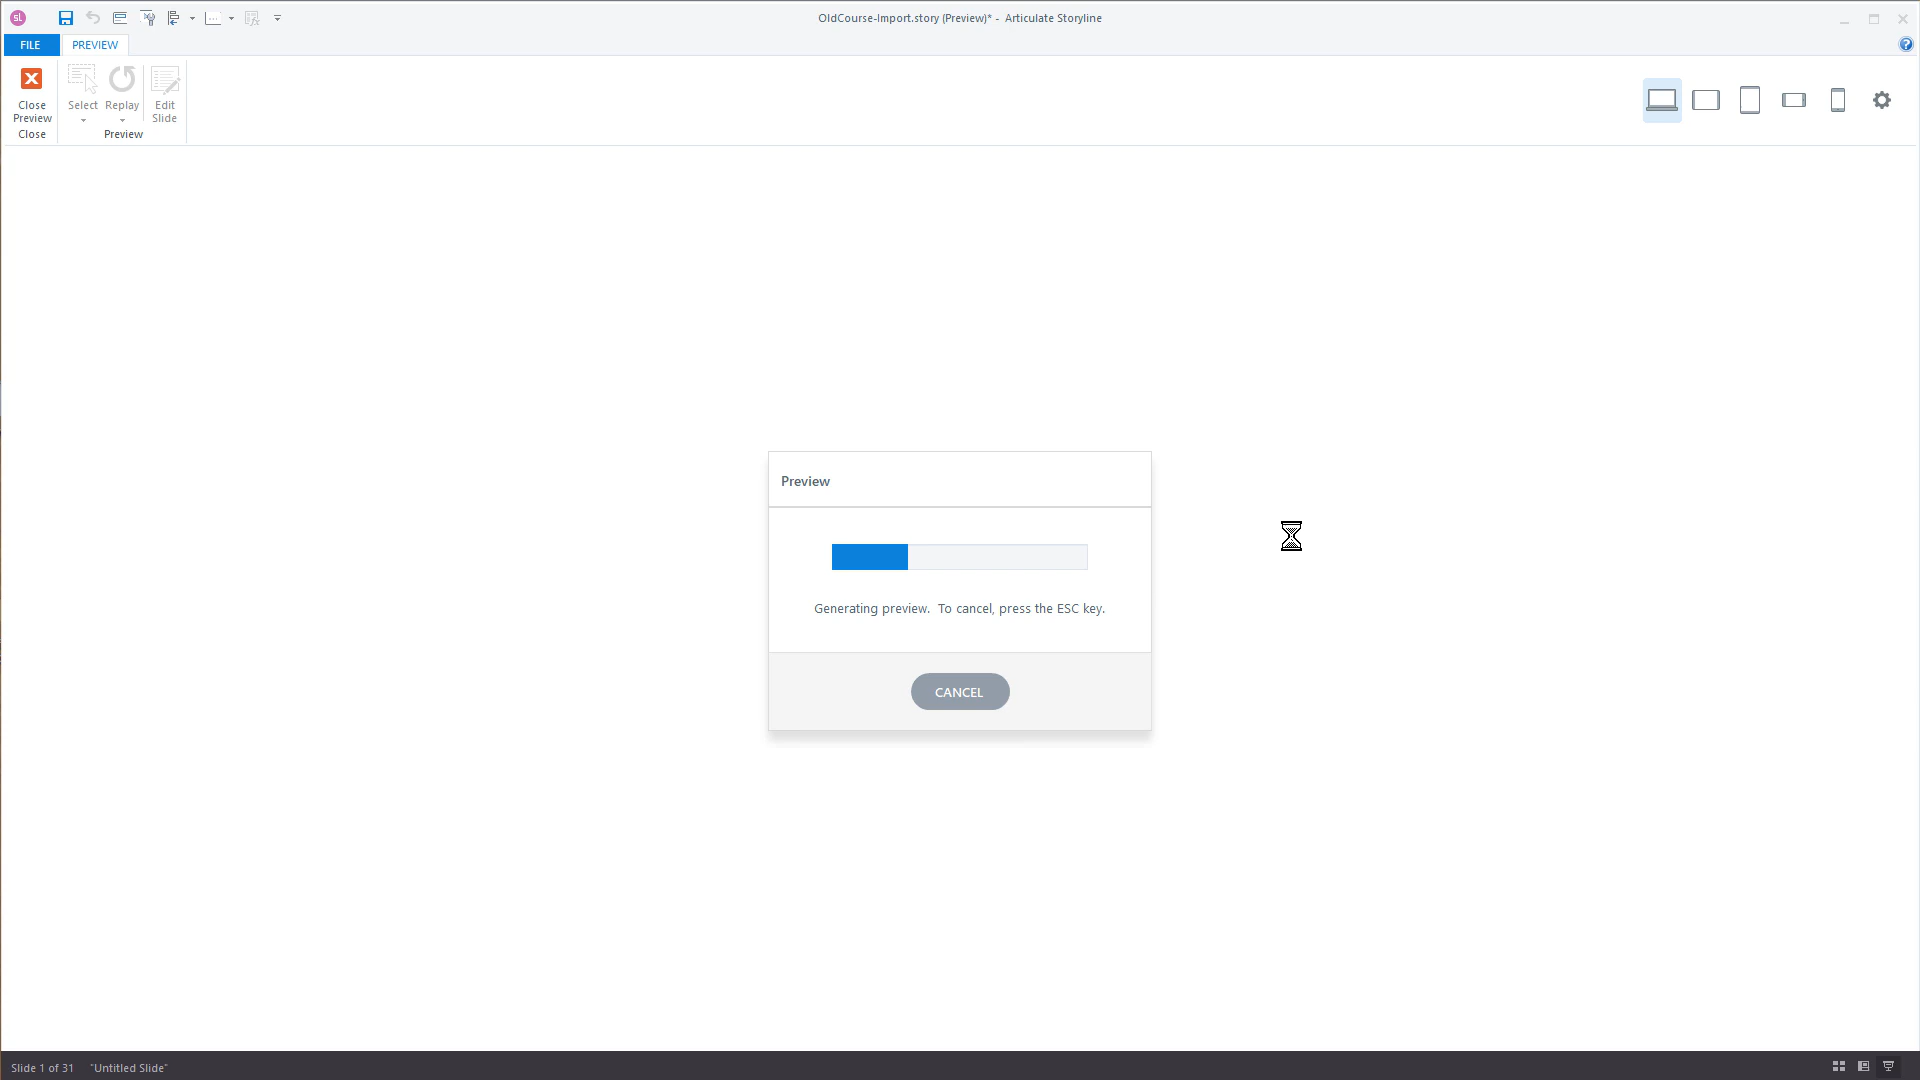 sl
OldCourse-Import.story (Preview)* - Articulate Storyline
FILE
PREVIEW
?
Close
Preview
Select
Replay
Edit
Slide
Close
Preview
Preview
Generating preview.  To cancel, press the ESC key.
CANCEL
Slide 1 of 31
"Untitled Slide"